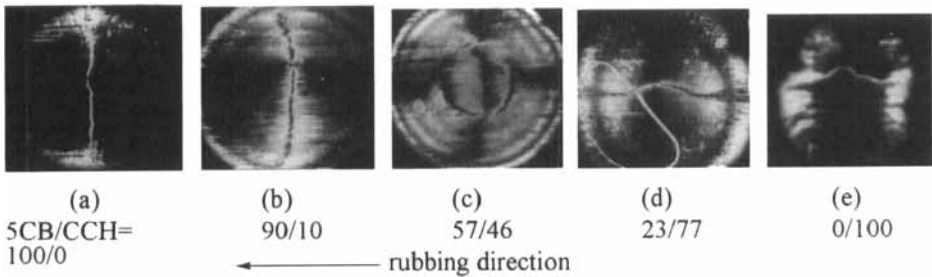 (a) (b) (c) (d) (e)
5CB/CCH= 90/10 57/46 23/77 0/100
100/0
rubbing direction